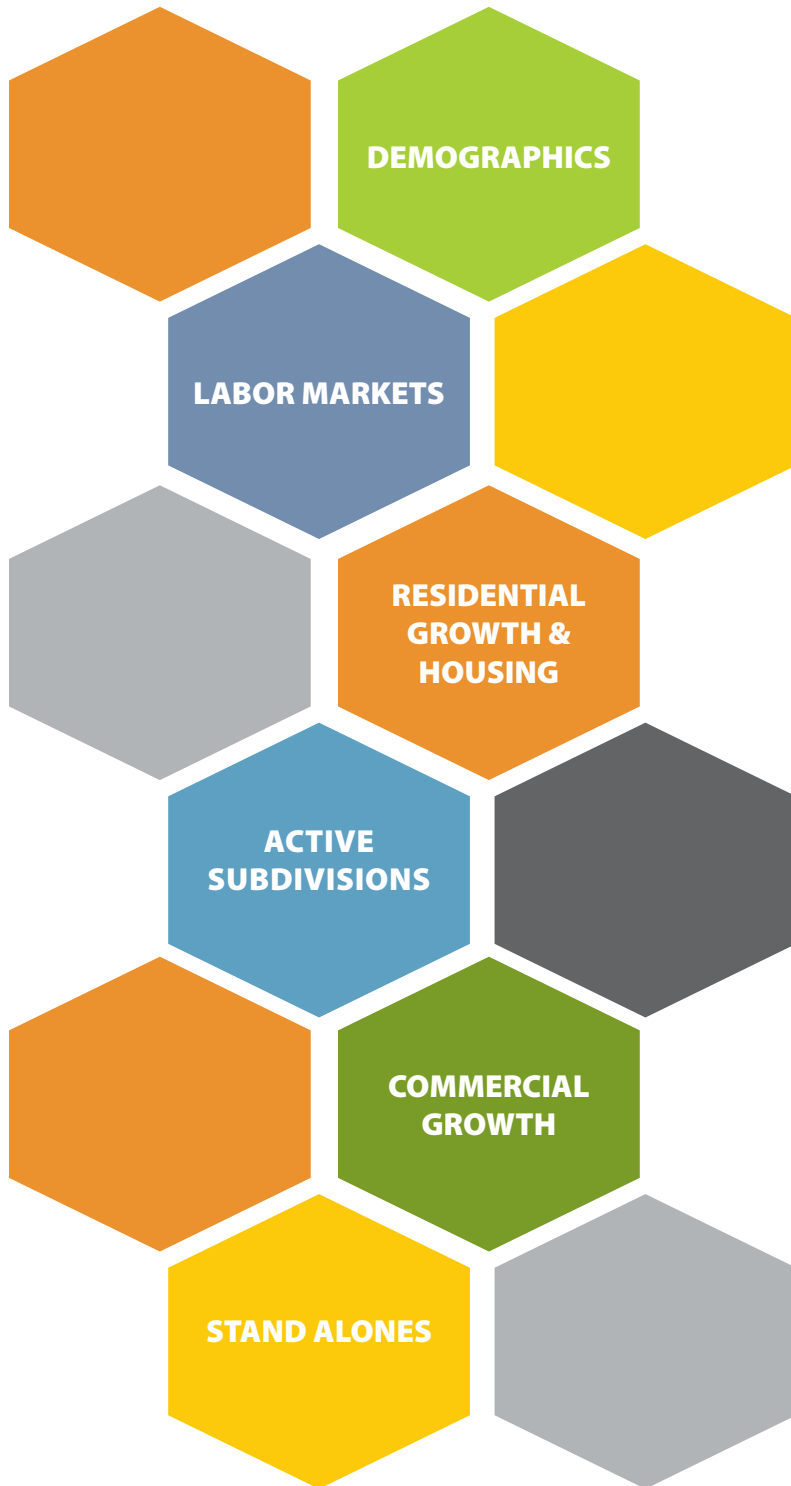 DEMOGRAPHICS
LABOR MARKETS
RESIDENTIAL
GROWTH &
HOUSING
ACTIVE
SUBDIVISIONS
COMMERCIAL
GROWTH
STAND ALONES